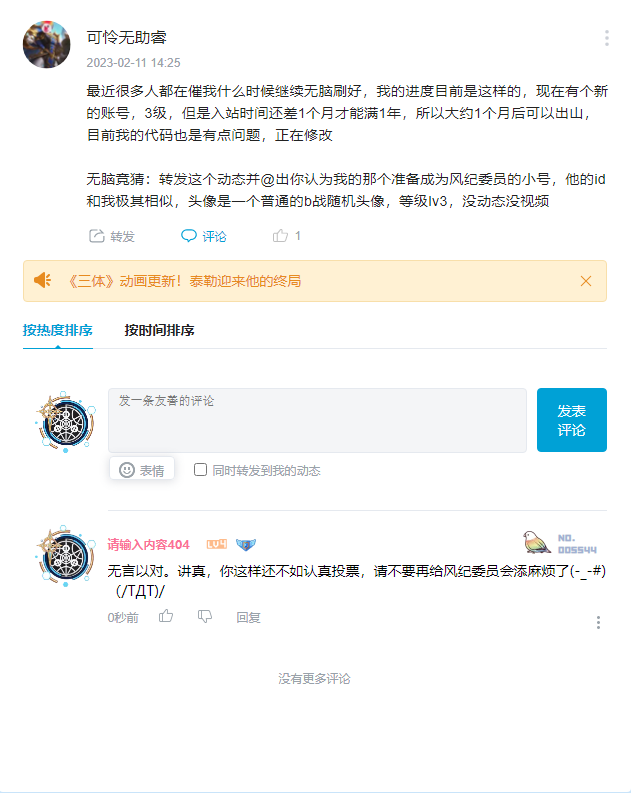 可怜无助睿
2023-02-11 14:25
最近很多人都在催我什么时候继续无脑刷好，我的进度目前是这样的，现在有个新
的账号，3级，但是入站时间还差1个月才能满1年，所以大约1个月后可以出山，
目前我的代码也是有点问题，正在修改
无脑竟猜：转发这个动态并@出你认为我的那个准备成为风纪委员的小号，他的id
和我极其相似，头像是一个普通的b战随机头像，等级lv3，没动态没视频
转发 评论 1
《三体》动画更新！泰勒迎来他的终局
按热度排序 按时间排序
发一条友善的评论
发表
评论
表情 同时转发到我的动态
请输入内容404 LV4 NO.
005544
无言以对。讲真，你这样还不如认真投票，请不要再给风纪委员会添麻烦了(-_-#)
（/TДT)/
0秒前 回复
没有更多评论